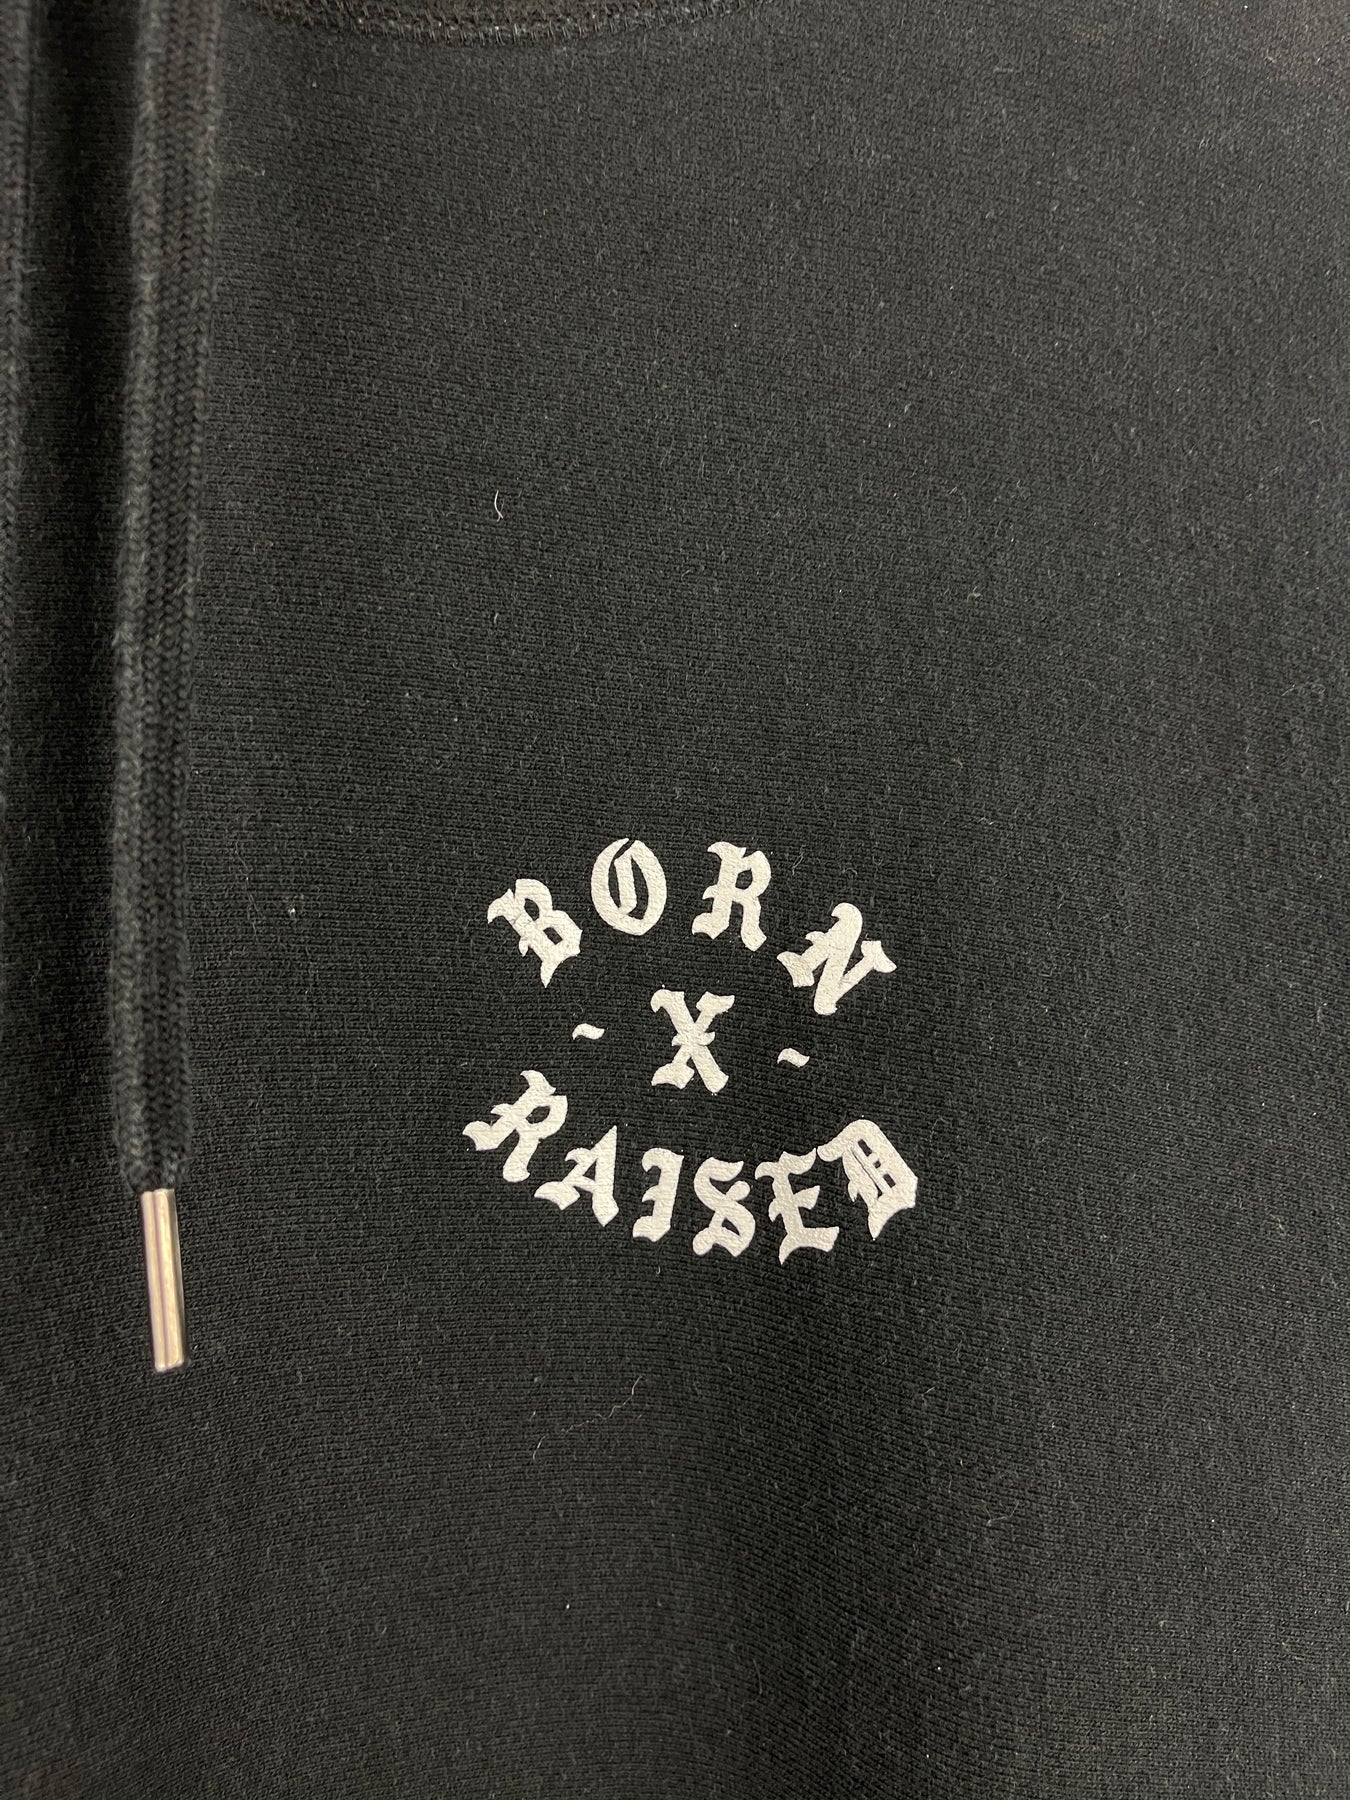 BORN
~ X ~
RAISED